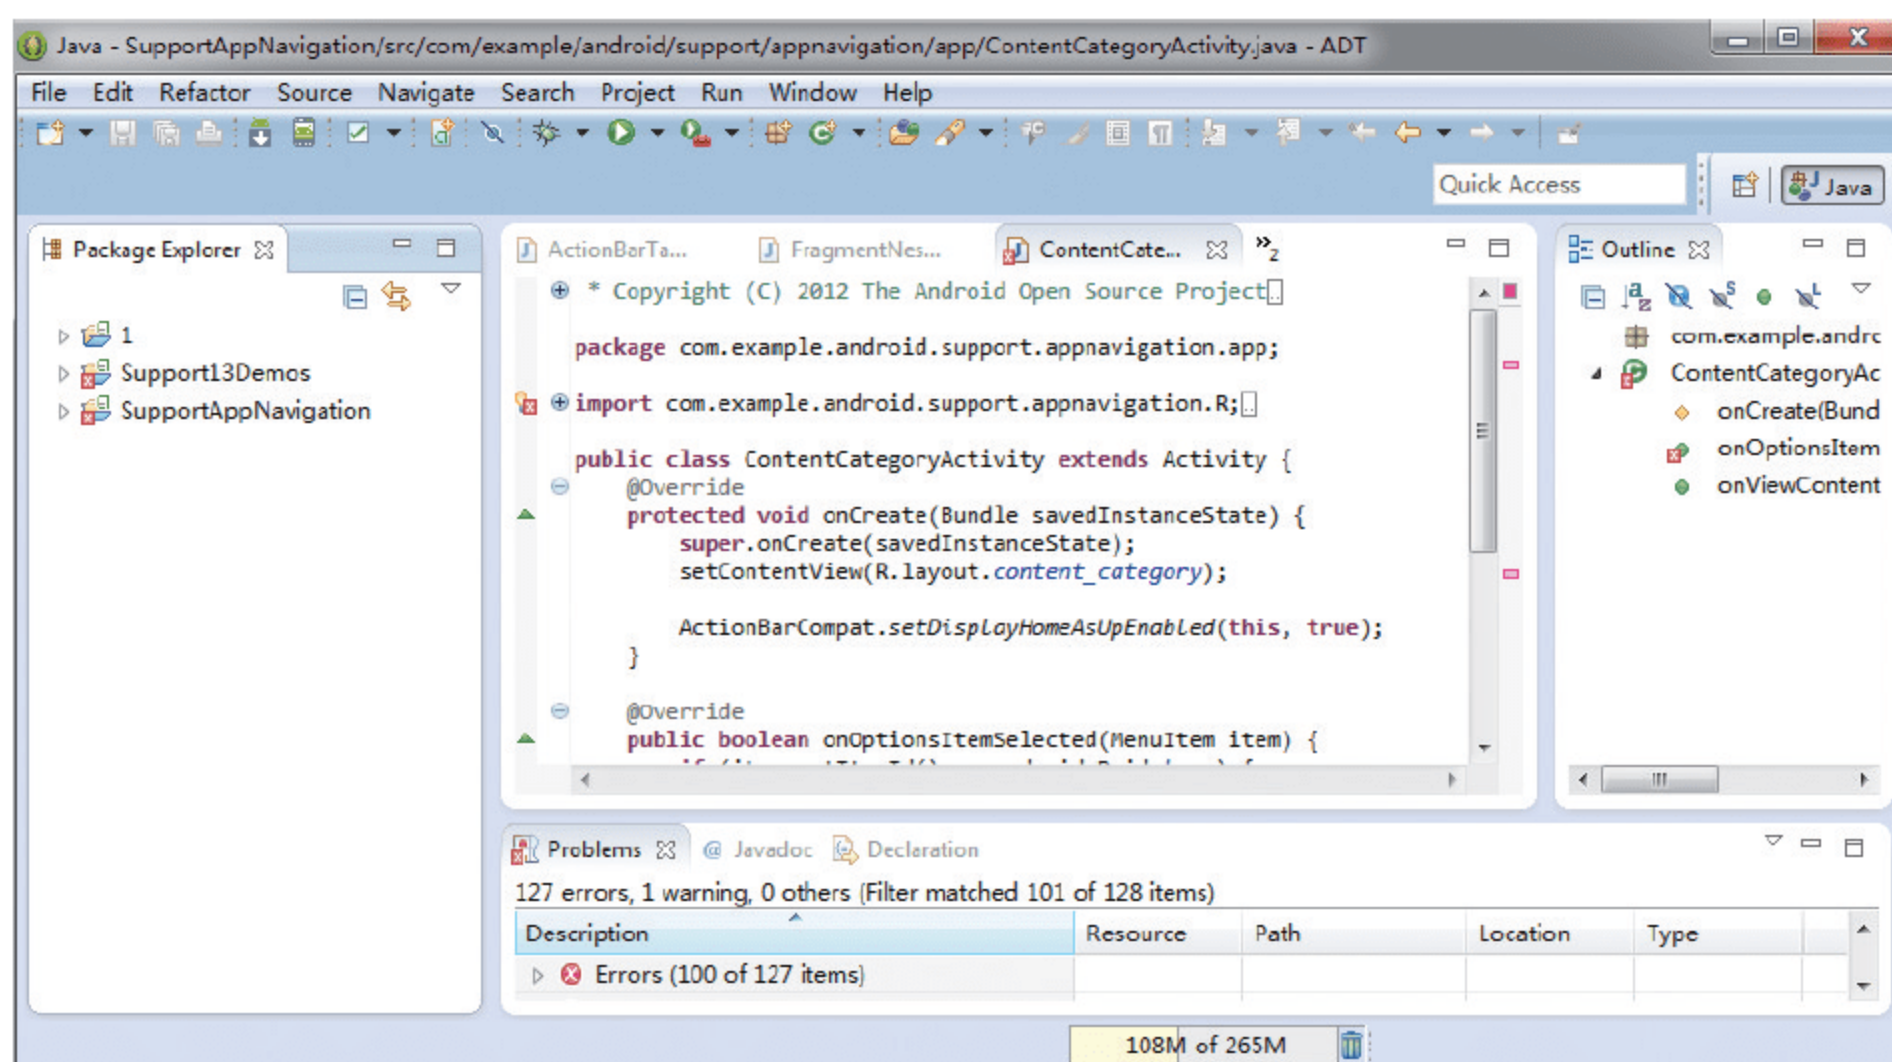 Java - SupportAppNavigation/src/com/example/android/support/appnavigation/app/ContentCategoryActivity.java - ADT
File Edit Refactor Source Navigate Search Project Run Window Help
Quick Access
Java
Package Explorer
1
Support13Demos
SupportAppNavigation
ActionBarTa...
FragmentNes...
ContentCate...
»2
* Copyright (C) 2012 The Android Open Source Project
package com.example.android.support.appnavigation.app;
import com.example.android.support.appnavigation.R;
public class ContentCategoryActivity extends Activity {
@Override
protected void onCreate(Bundle savedInstanceState) {
super.onCreate(savedInstanceState);
setContentView(R.layout.content_category);
ActionBarCompat.setDisplayHomeAsUpEnabled(this, true);
}
@Override
public boolean onOptionsItemSelected(MenuItem item) {
Outline
com.example.andrc
ContentCategoryAc
onCreate(Bund
onOptionsItem
onViewContent
Problems @ Javadoc Declaration
127 errors, 1 warning, 0 others (Filter matched 101 of 128 items)
Description Resource Path Location Type
Errors (100 of 127 items)
108M of 265M